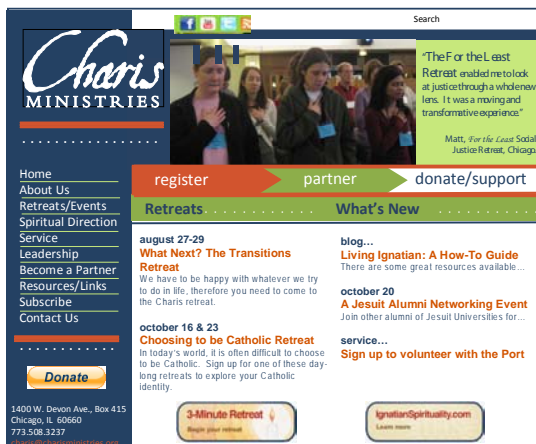 Search
Charis
MINISTRIES
"The For the Least
Retreat enabled me to look
at justice through a whole new
lens.  It was a moving and
transformative experience."
Matt, For the Least Social
Justice Retreat, Chicago
register
partner
donate/support
Home
About Us
Retreats/Events
Spiritual Direction
Service
Leadership
Become a Partner
Resources/Links
Subscribe
Contact Us
Donate
1400 W. Devon Ave., Box 415
Chicago, IL  60660
773.508.3237
charis@charisministries.org
Retreats
What's New
august 27-29
What Next? The Transitions
Retreat
We have to be happy with whatever we try
to do in life, therefore you need to come to
the Charis retreat.
october 16 & 23
Choosing to be Catholic Retreat
In today's world, it is often difficult to choose
to be Catholic.  Sign up for one of these day-
long retreats to explore your Catholic
identity.
blog...
Living Ignatian: A How-To Guide
There are some great resources available...
october 20
A Jesuit Alumni Networking Event
Join other alumni of Jesuit Universities for...
service...
Sign up to volunteer with the Port
3-Minute Retreat
Begin your retreat
IgnatianSpirituality.com
Learn more